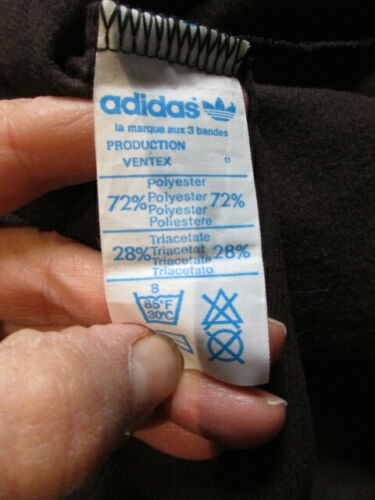 adidas
la marque aux 3 bandes
PRODUCTION
VENTEX D
Polyester
72% Polyester 72%
Polyester
Poliestere
Triacetate
28% Triacetat 28%
Triacetate
Triacetato
8
85°F
30°C